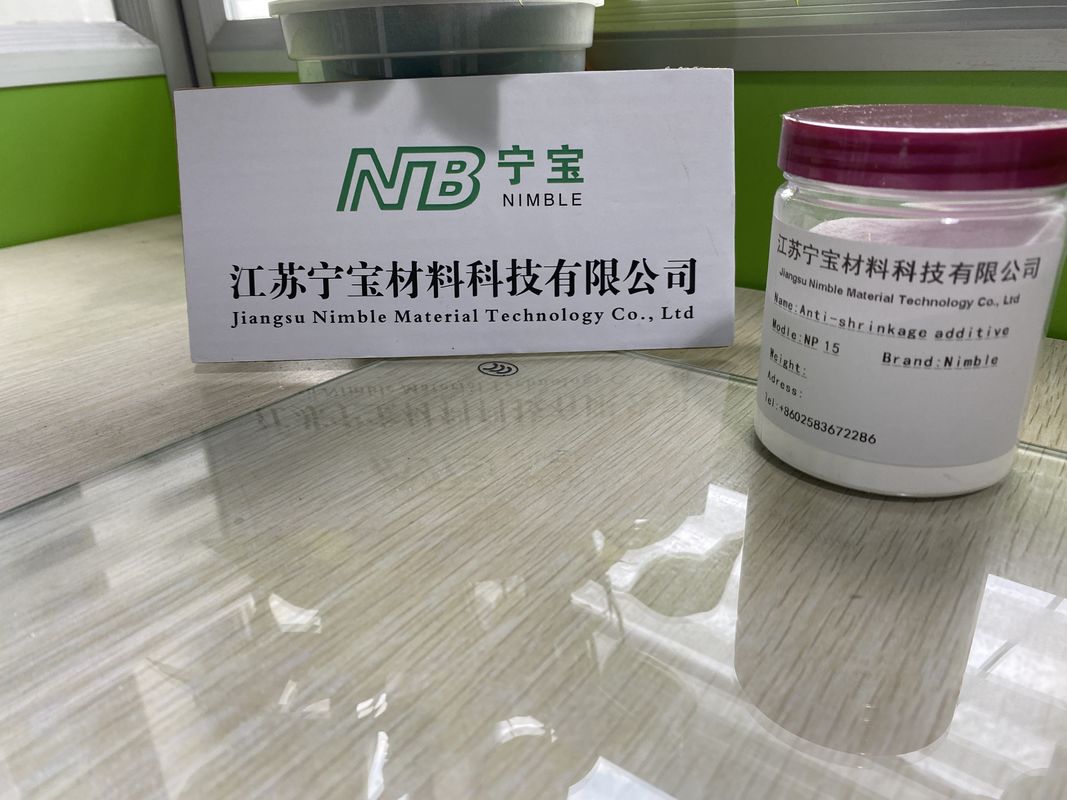 NB 宁宝
NIMBLE
江苏宁宝材料科技有限公司
Jiangsu Nimble Material Technology Co., Ltd
江苏宁宝材料科技有限公司
Jiangsu Nimble Material Technology Co., Ltd
Name:Anti-shrinkage additive
Modle:NP 15 Brand:Nimble
Weight:
Adress:
Tel:+8602583672286